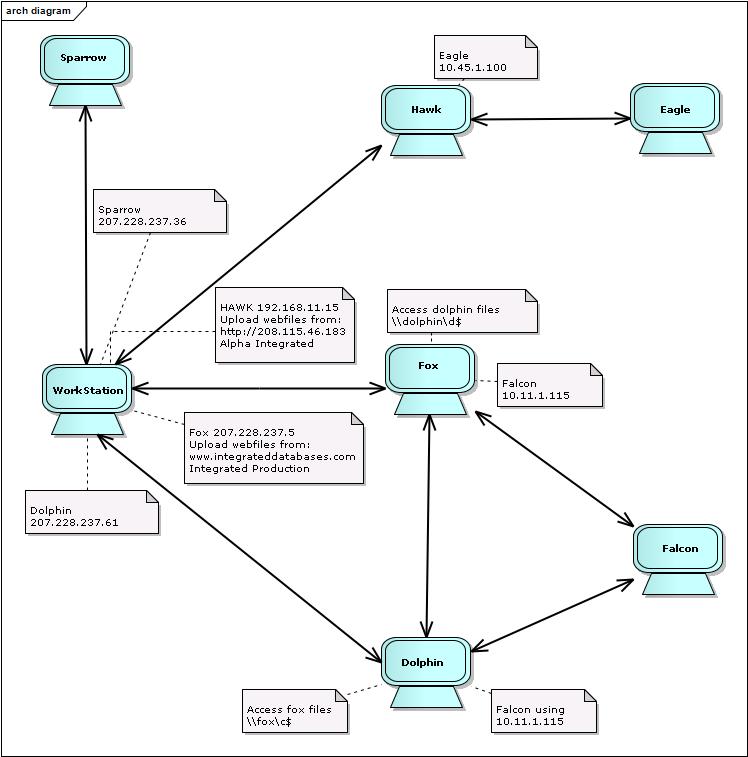 arch diagram
Sparrow
Eagle
10.45.1.100
Hawk
Eagle
Sparrow
207.228.237.36
HAWK 192.168.11.15
Upload webfiles from:
http://208.115.46.183
Alpha Integrated
Access dolphin files
\\dolphin\d$
Fox
WorkStation
Falcon
10.11.1.115
Fox 207.228.237.5
Upload webfiles from:
www.integrateddatabases.com
Integrated Production
Dolphin
207.228.237.61
Falcon
Dolphin
Access fox files
\\fox\c$
Falcon using
10.11.1.115